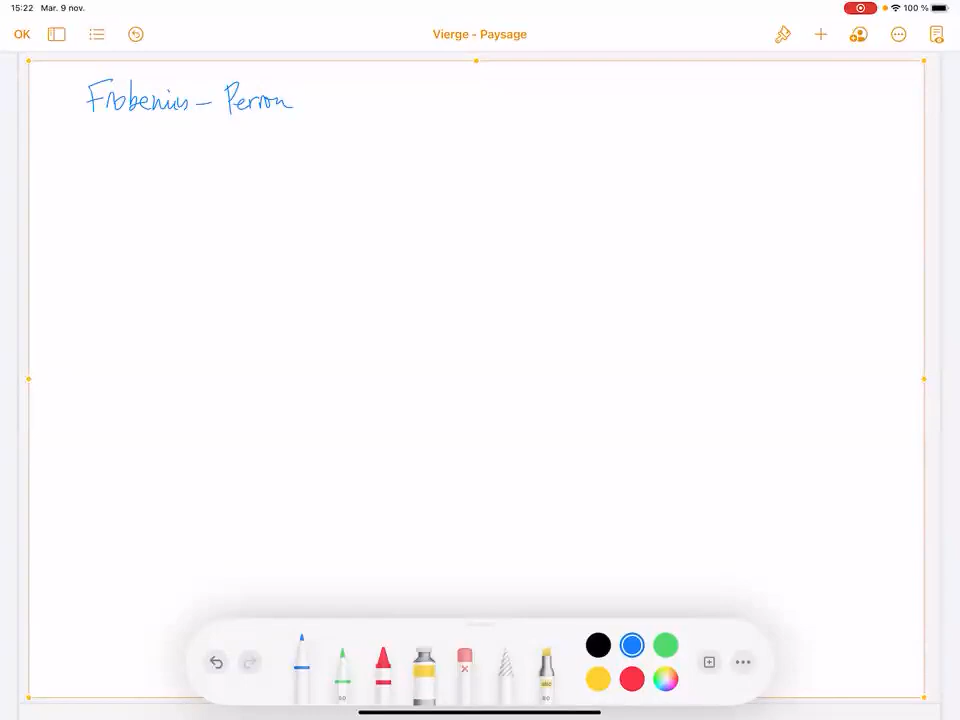 15:22 Mar. 9 nov. 100 %
OK Vierge - Paysage
Frobenius - Perron